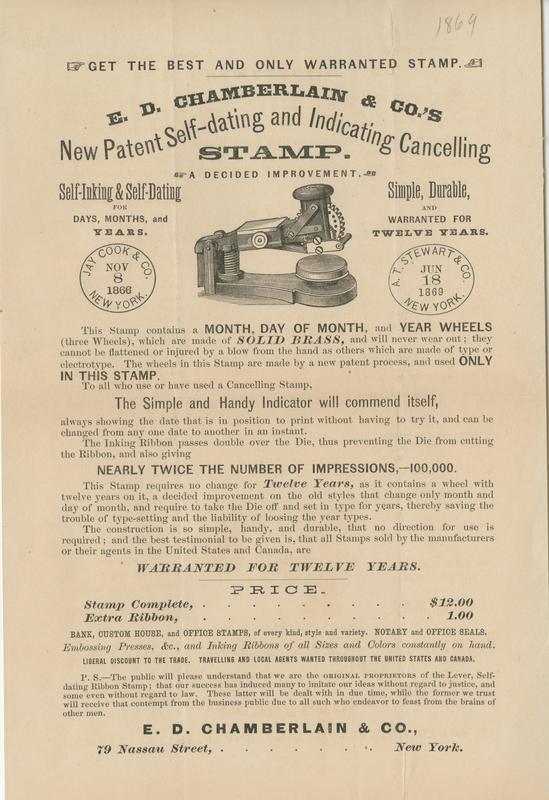 1869
GET THE BEST AND ONLY WARRANTED STAMP.
E. D. CHAMBERLAIN & CO.'S
New Patent Self-dating and Indicating Cancelling
STAMP.
A DECIDED IMPROVEMENT.
Self-Inking & Self-Dating
FOR
DAYS, MONTHS, and
YEARS.
Simple, Durable,
AND
WARRANTED FOR
TWELVE YEARS.
JAY COOK & CO.
NOV
8
1866
NEW YORK.
A. T. STEWART & CO.
JUN
18
1869
NEW YORK.
This Stamp contains a MONTH, DAY OF MONTH, and YEAR WHEELS
(three Wheels), which are made of SOLID BRASS, and will never wear out; they
cannot be flattened or injured by a blow from the hand as others which are made of type or
electrotype. The wheels in this Stamp are made by a new patent process, and used ONLY
IN THIS STAMP.
To all who use or have used a Cancelling Stamp,
The Simple and Handy Indicator will commend itself,
always showing the date that is in position to print without having to try it, and can be
changed from any one date to another in an instant.
The Inking Ribbon passes double over the Die, thus preventing the Die from cutting
the Ribbon, and also giving
NEARLY TWICE THE NUMBER OF IMPRESSIONS,—100,000.
This Stamp requires no change for Twelve Years, as it contains a wheel with
twelve years on it, a decided improvement on the old styles that change only month and
day of month, and require to take the Die off and set in type for years, thereby saving the
trouble of type-setting and the liability of loosing the year types.
The construction is so simple, handy, and durable, that no direction for use is
required; and the best testimonial to be given is, that all Stamps sold by the manufacturers
or their agents in the United States and Canada, are
WARRANTED FOR TWELVE YEARS.
PRICE.
Stamp Complete, . . . . . . . . $12.00
Extra Ribbon, . . . . . . . . 1.00
BANK, CUSTOM HOUSE, and OFFICE STAMPS, of every kind, style and variety. NOTARY and OFFICE SEALS.
Embossing Presses, &c., and Inking Ribbons of all Sizes and Colors constantly on hand.
LIBERAL DISCOUNT TO THE TRADE. TRAVELLING AND LOCAL AGENTS WANTED THROUGHOUT THE UNITED STATES AND CANADA.
P. S.—The public will please understand that we are the ORIGINAL PROPRIETORS of the Lever, Self-
dating Ribbon Stamp; that our success has induced many to imitate our ideas without regard to justice, and
some even without regard to law. These latter will be dealt with in due time, while the former we trust
will receive that contempt from the business public due to all such who endeavor to feast from the brains of
other men.
E. D. CHAMBERLAIN & CO.,
79 Nassau Street, . . . . . . . New York.